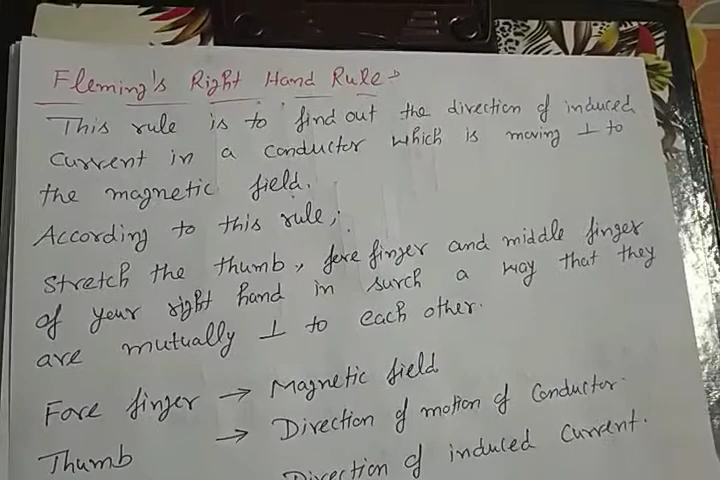 Fleming's Right Hand Rule→
This rule is to find out the direction of induced
current in a conductor which is moving ⊥ to
the magnetic field.
According to this rule,
Stretch the thumb, fore finger and middle finger
of your right hand in surch a way that they
are mutually ⊥ to each other.
Fore finger → Magnetic field
Thumb → Direction of motion of Conductor.
Direction of induced Current.